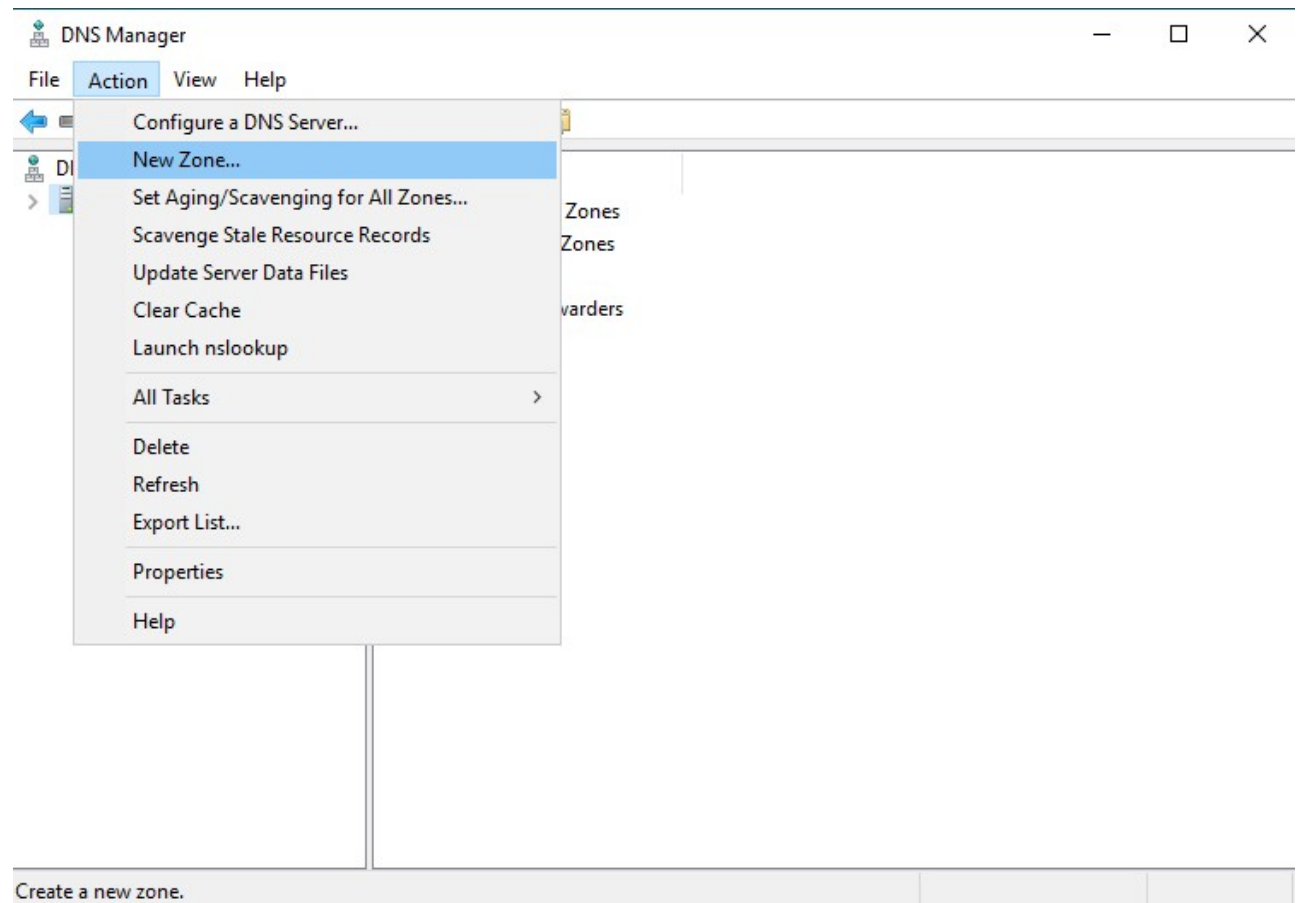 DNS Manager
File Action View Help
Configure a DNS Server...
New Zone...
Set Aging/Scavenging for All Zones...
Zones
Scavenge Stale Resource Records
Zones
Update Server Data Files
Clear Cache
warders
Launch nslookup
All Tasks
Delete
Refresh
Export List...
Properties
Help
Create a new zone.